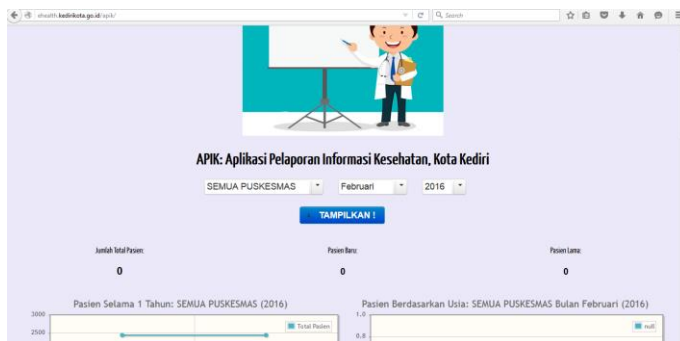 ehealth.kedirikota.go.id/apik/
Search
APIK: Aplikasi Pelaporan Informasi Kesehatan, Kota Kediri
SEMUA PUSKESMAS Februari 2016
TAMPILKAN !
Jumlah Total Pasien: Pasien Baru: Pasien Lama:
0 0 0
Pasien Selama 1 Tahun: SEMUA PUSKESMAS (2016) Pasien Berdasarkan Usia: SEMUA PUSKESMAS Bulan Februari (2016)
3000 Total Pasien 1.0 null
2500 0.8